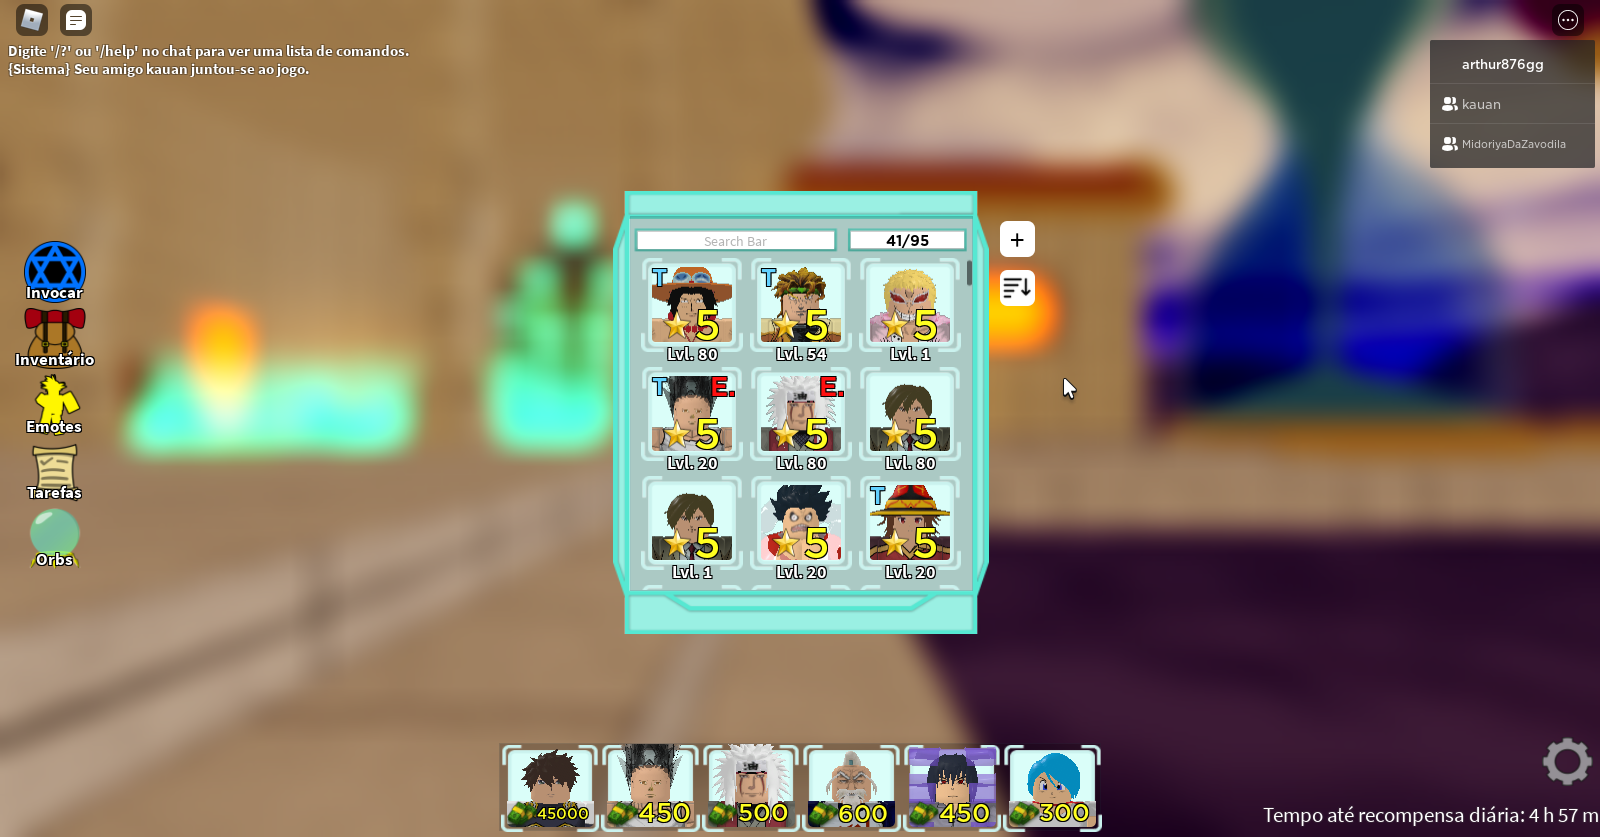 Digite '/?' ou '/help' no chat para ver uma lista de comandos.
{Sistema} Seu amigo kauan juntou-se ao jogo.
arthur876gg
kauan
MidoriyaDaZavodila
Invocar
Inventário
Emotes
Tarefas
Orbs
Search Bar
41/95
+
T 5
T 5
5
Lvl. 80
Lvl. 54
Lvl. 1
T E. 5
E. 5
5
Lvl. 20
Lvl. 80
Lvl. 80
5
5
T 5
Lvl. 1
Lvl. 20
Lvl. 20
45000
450
500
600
450
300
Tempo até recompensa diária: 4 h 57 m